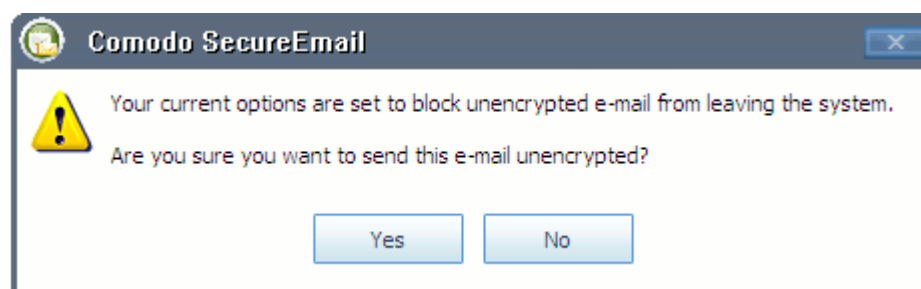 Comodo SecureEmail
Your current options are set to block unencrypted e-mail from leaving the system.
Are you sure you want to send this e-mail unencrypted?
Yes No